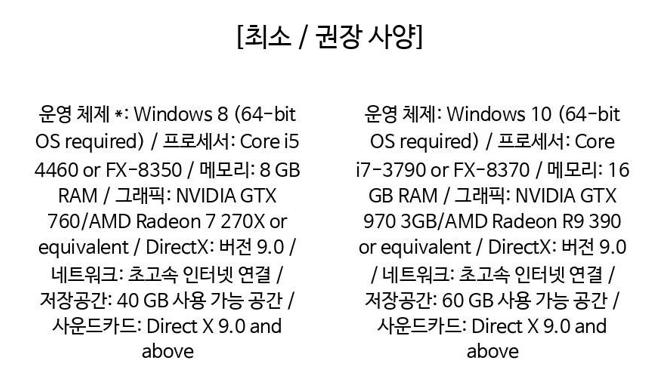 [최소 / 권장 사양]
운영 체제 *: Windows 8 (64-bit
OS required) / 프로세서: Core i5
4460 or FX-8350 / 메모리: 8 GB
RAM / 그래픽: NVIDIA GTX
760/AMD Radeon 7 270X or
equivalent / DirectX: 버전 9.0 /
네트워크: 초고속 인터넷 연결 /
저장공간: 40 GB 사용 가능 공간 /
사운드카드: Direct X 9.0 and
above
운영 체제: Windows 10 (64-bit
OS required) / 프로세서: Core
i7-3790 or FX-8370 / 메모리: 16
GB RAM / 그래픽: NVIDIA GTX
970 3GB/AMD Radeon R9 390
or equivalent / DirectX: 버전 9.0
/ 네트워크: 초고속 인터넷 연결 /
저장공간: 60 GB 사용 가능 공간 /
사운드카드: Direct X 9.0 and
above